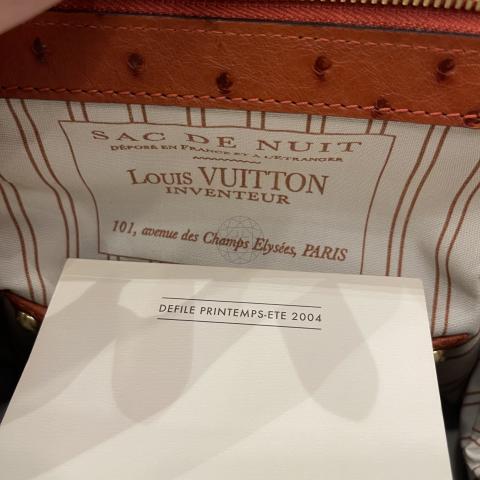 SAC DE NUIT
DÉPOSÉ EN FRANCE ET A L'ÉTRANGER
LOUIS VUITTON
INVENTEUR
101, avenue des Champs Elysées, PARIS
DEFILE PRINTEMPS-ETE 2004